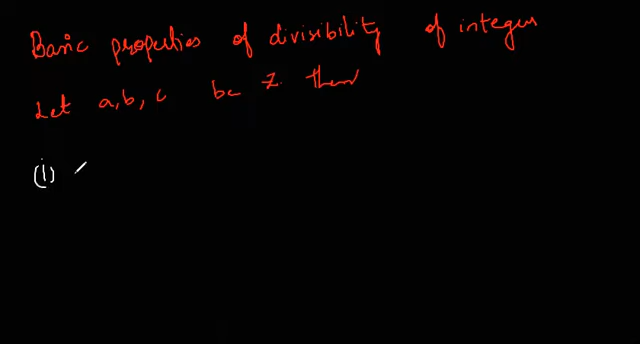 Basic properties of divisibility of integers
Let a, b, c be Z. then
(i)